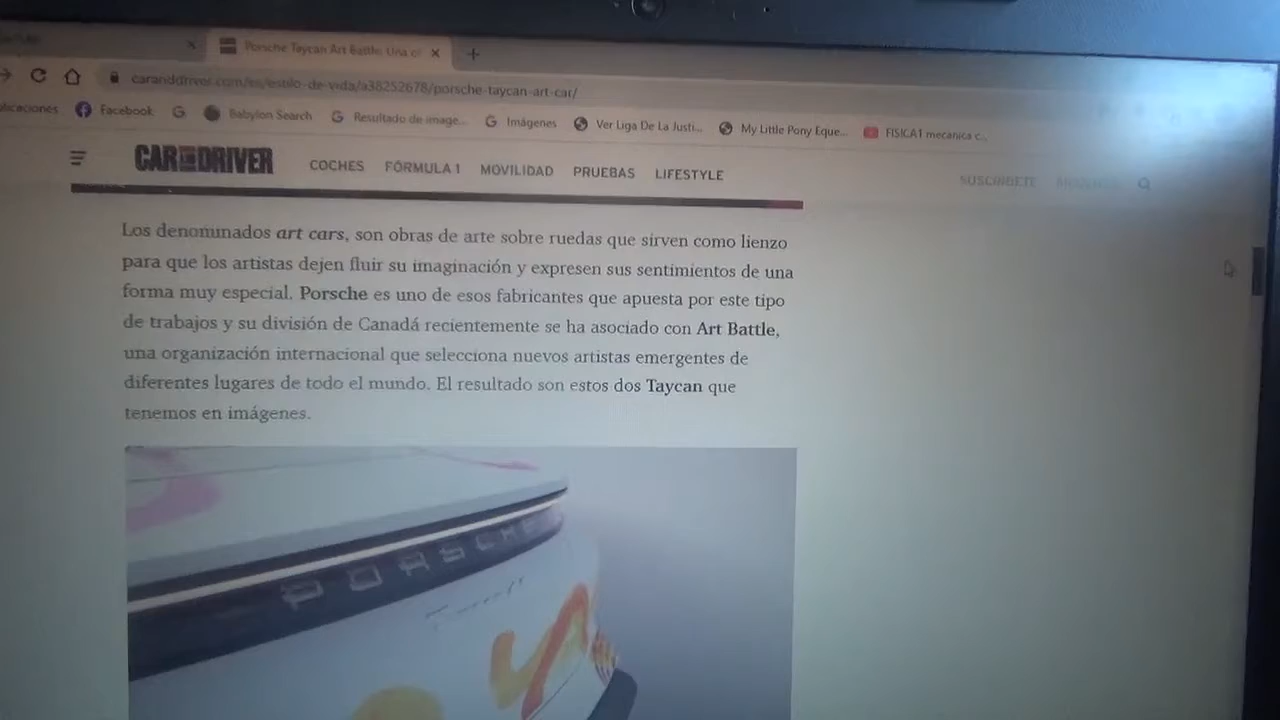 Porsche Taycan Art Battle: Una o
caranddriver.com/es/estilo-de-vida/a38252678/porsche-taycan-art-car/
plicaciones Facebook G Babylon Search Resultado de image... Imágenes Ver Liga De La Justi... My Little Pony Eque... FISICA1 mecanica c...
CAR AND DRIVER COCHES FÓRMULA 1 MOVILIDAD PRUEBAS LIFESTYLE SUSCRÍBETE
Los denominados art cars, son obras de arte sobre ruedas que sirven como lienzo
para que los artistas dejen fluir su imaginación y expresen sus sentimientos de una
forma muy especial. Porsche es uno de esos fabricantes que apuesta por este tipo
de trabajos y su división de Canadá recientemente se ha asociado con Art Battle,
una organización internacional que selecciona nuevos artistas emergentes de
diferentes lugares de todo el mundo. El resultado son estos dos Taycan que
tenemos en imágenes.
PORSCHE